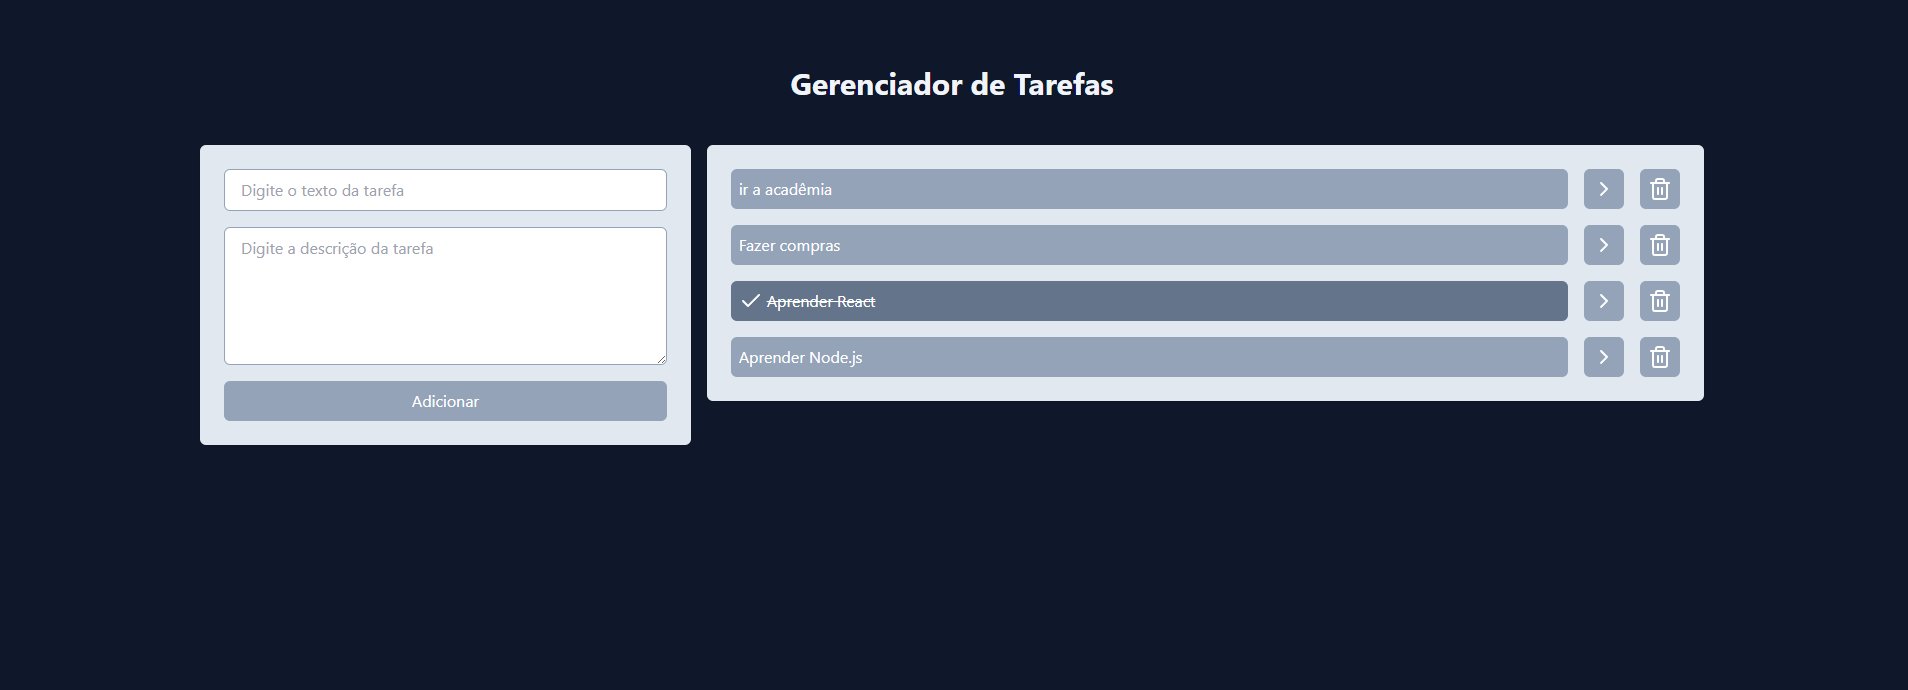 Gerenciador de Tarefas
Digite o texto da tarefa
Digite a descrição da tarefa
Adicionar
ir a acadêmia
Fazer compras
Aprender React
Aprender Node.js